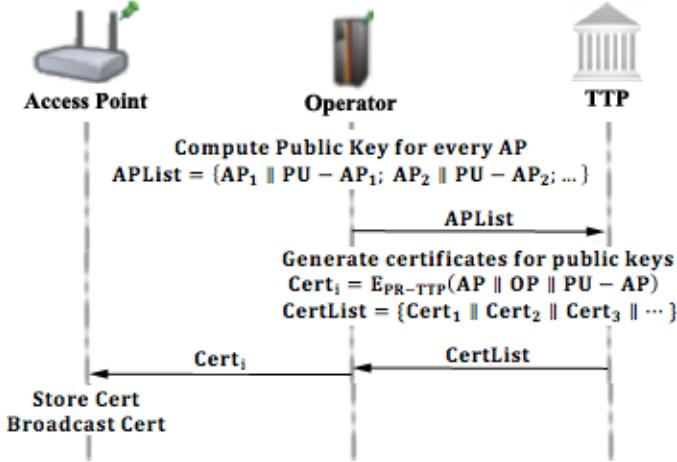 Access Point
Operator
TTP
Compute Public Key for every AP
APList = {AP₁ ∥ PU − AP₁; AP₂ ∥ PU − AP₂; … }
APList
Generate certificates for public keys
Certᵢ = E_PR−TTP(AP ∥ OP ∥ PU − AP)
CertList = {Cert₁ ∥ Cert₂ ∥ Cert₃ ∥ ⋯ }
Certᵢ
CertList
Store Cert
Broadcast Cert